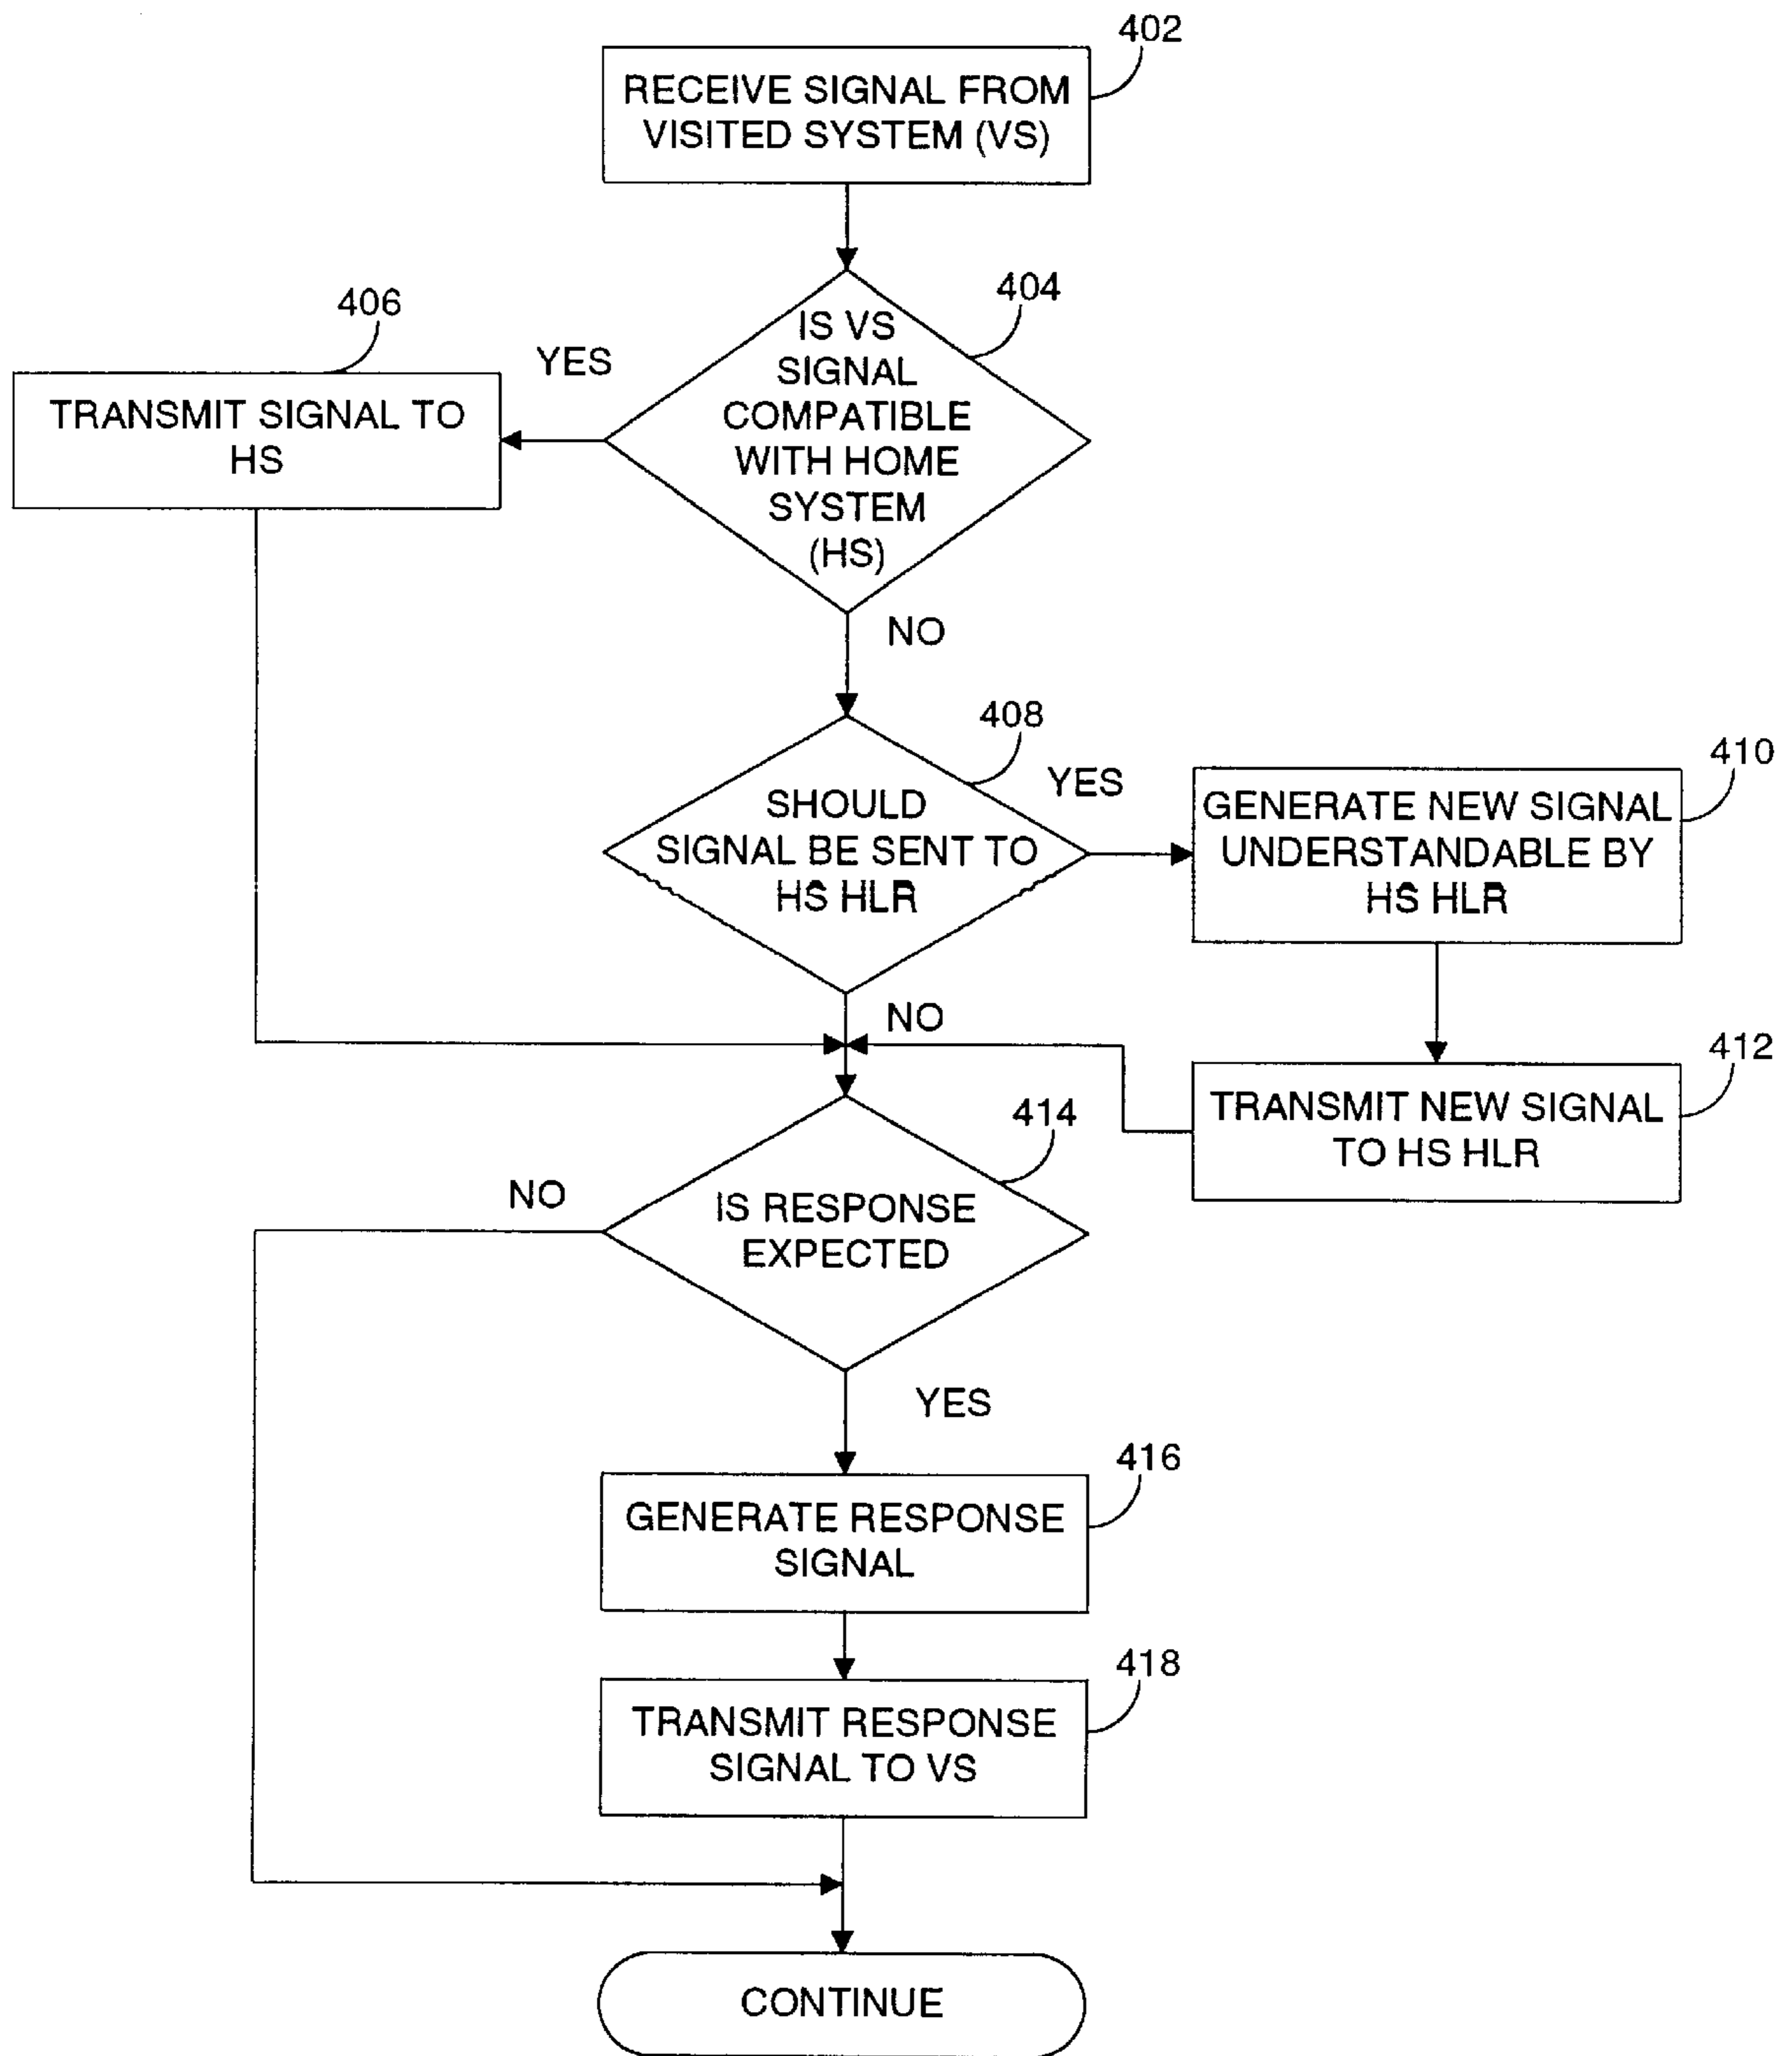 402
RECEIVE SIGNAL FROM
VISITED SYSTEM (VS)
404
IS VS
SIGNAL
COMPATIBLE
WITH HOME
SYSTEM
(HS)
YES
406
TRANSMIT SIGNAL TO
HS
NO
408
SHOULD
SIGNAL BE SENT TO
HS HLR
YES
410
GENERATE NEW SIGNAL
UNDERSTANDABLE BY
HS HLR
NO
412
TRANSMIT NEW SIGNAL
TO HS HLR
414
IS RESPONSE
EXPECTED
NO
YES
416
GENERATE RESPONSE
SIGNAL
418
TRANSMIT RESPONSE
SIGNAL TO VS
CONTINUE